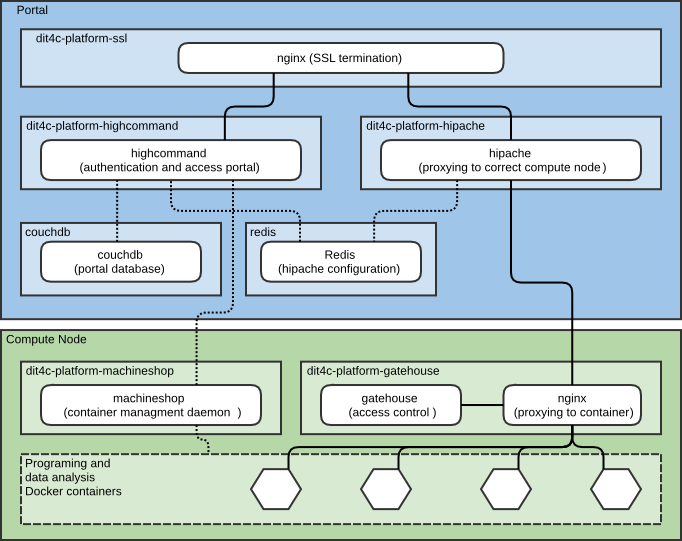 Portal
dit4c-platform-ssl
nginx (SSL termination)
dit4c-platform-highcommand
highcommand
(authentication and access portal)
dit4c-platform-hipache
hipache
(proxying to correct compute node)
couchdb
couchdb
(portal database)
redis
Redis
(hipache configuration)
Compute Node
dit4c-platform-machineshop
machineshop
(container managment daemon )
dit4c-platform-gatehouse
gatehouse
(access control )
nginx
(proxying to container)
Programing and
data analysis
Docker containers